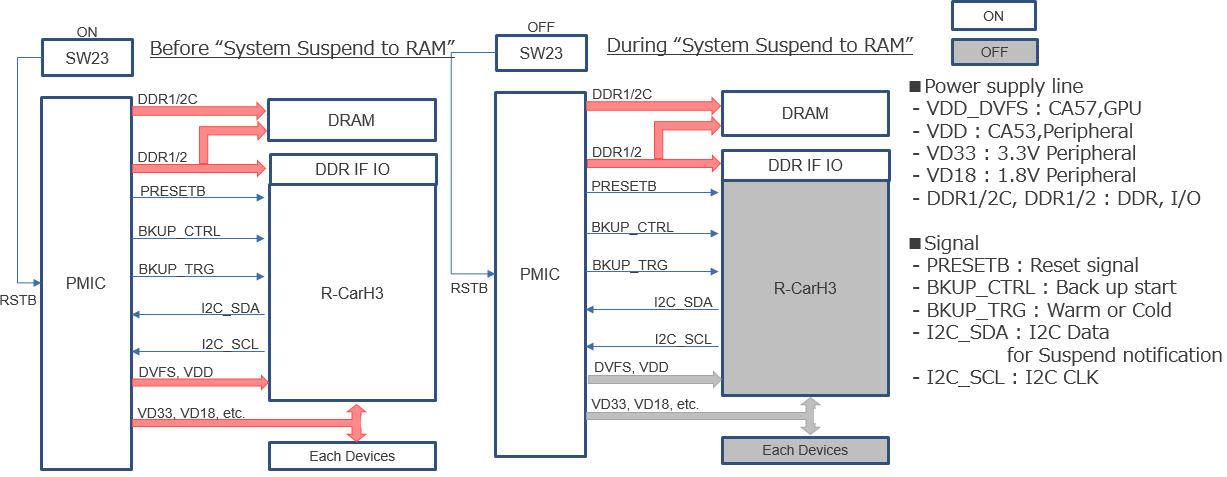 ON
SW23
Before “System Suspend to RAM”
DDR1/2C
DRAM
DDR1/2
DDR IF IO
PRESETB
BKUP_CTRL
BKUP_TRG
PMIC
R-CarH3
RSTB
I2C_SDA
I2C_SCL
DVFS, VDD
VD33, VD18, etc.
Each Devices
OFF
SW23
During “System Suspend to RAM”
DDR1/2C
DRAM
DDR1/2
DDR IF IO
PRESETB
BKUP_CTRL
BKUP_TRG
PMIC
R-CarH3
RSTB
I2C_SDA
I2C_SCL
DVFS, VDD
VD33, VD18, etc.
Each Devices
ON
OFF
■Power supply line
- VDD_DVFS : CA57,GPU
- VDD : CA53,Peripheral
- VD33 : 3.3V Peripheral
- VD18 : 1.8V Peripheral
- DDR1/2C, DDR1/2 : DDR, I/O
■Signal
- PRESETB : Reset signal
- BKUP_CTRL : Back up start
- BKUP_TRG : Warm or Cold
- I2C_SDA : I2C Data
for Suspend notification
- I2C_SCL : I2C CLK